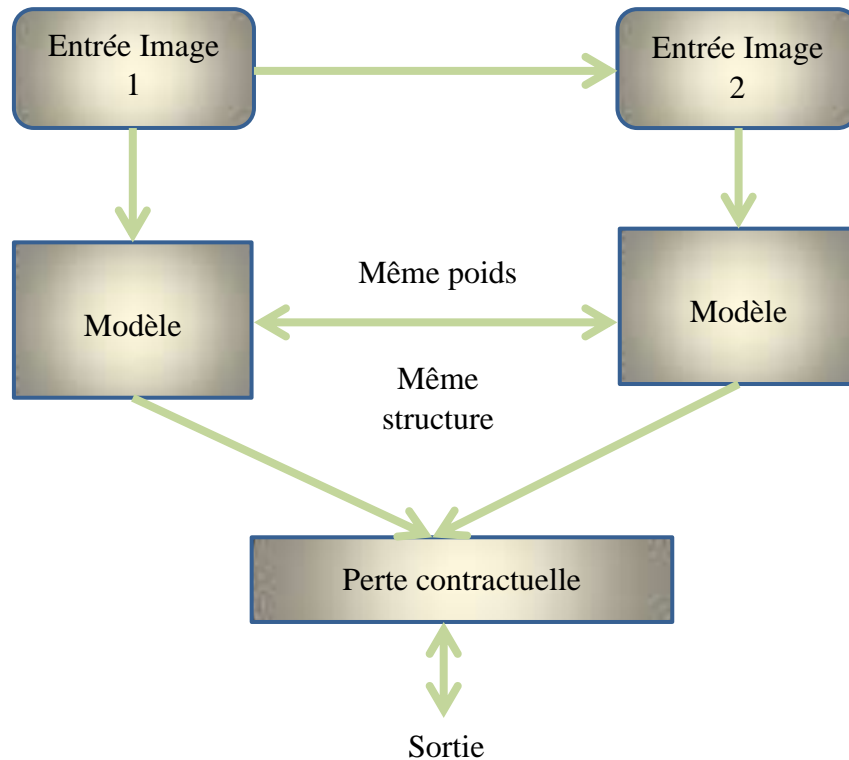 Entrée Image
1
Entrée Image
2
Même poids
Modèle
Modèle
Même
structure
Perte contractuelle
Sortie